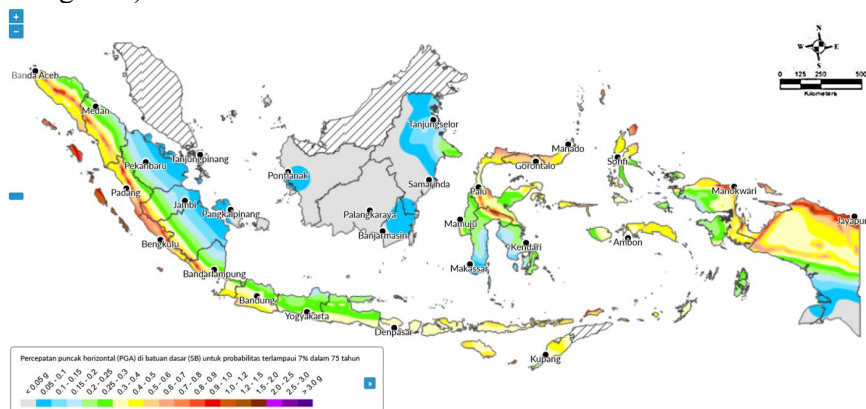 +
−
N
W E
S
0 125 250 500
Kilometers
Banda Aceh
Medan
Tanjungselor
Manado
Tanjungpinang
Pekanbaru
Gorontalo
Sofifi
Pontianak
Samarinda
Manokwari
Padang
Palu
Jambi
Pangkalpinang
Palangkaraya
Mamuju
Jayapura
Banjarmasin
Bengkulu
Kendari
Ambon
Makassar
Bandarlampung
Bandung
Yogyakarta
Denpasar
Kupang
Percepatan puncak horizontal (PGA) di batuan dasar (SB) untuk probabilitas terlampaui 7% dalam 75 tahun
< 0.05 g
0.05 - 0.1
0.1 - 0.15
0.15 - 0.2
0.2 - 0.25
0.25 - 0.3
0.3 - 0.4
0.4 - 0.5
0.5 - 0.6
0.6 - 0.7
0.7 - 0.8
0.8 - 0.9
0.9 - 1.0
1.0 - 1.2
1.2 - 1.5
1.5 - 2.0
2.0 - 2.5
2.5 - 3.0
3.0 g